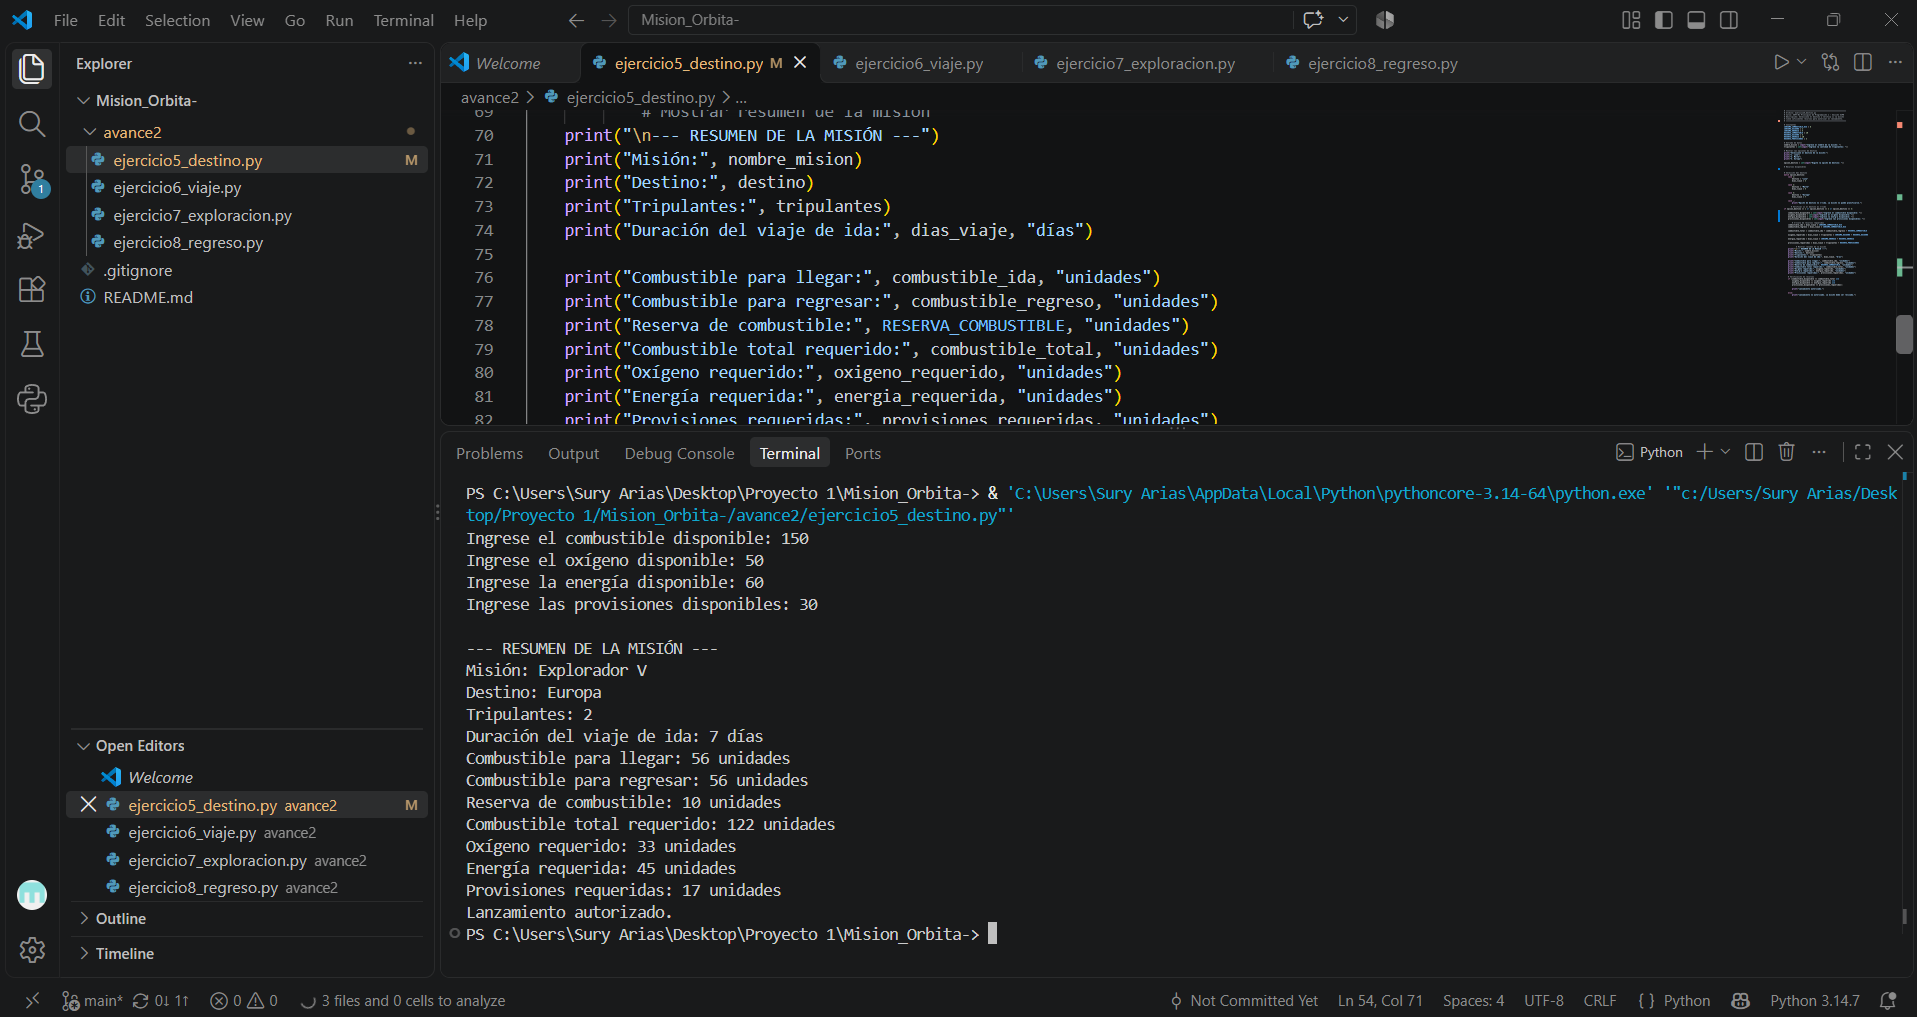 File Edit Selection View Go Run Terminal Help
Mision_Orbita-
Explorer
Mision_Orbita-
avance2
ejercicio5_destino.py M
ejercicio6_viaje.py
ejercicio7_exploracion.py
ejercicio8_regreso.py
.gitignore
README.md
Open Editors
Welcome
ejercicio5_destino.py avance2 M
ejercicio6_viaje.py avance2
ejercicio7_exploracion.py avance2
ejercicio8_regreso.py avance2
Outline
Timeline
1
Welcome ejercicio5_destino.py M ejercicio6_viaje.py ejercicio7_exploracion.py ejercicio8_regreso.py
avance2 > ejercicio5_destino.py > ...
69 # Mostrar resumen de la misión
70 print("\n--- RESUMEN DE LA MISIÓN ---")
71 print("Misión:", nombre_mision)
72 print("Destino:", destino)
73 print("Tripulantes:", tripulantes)
74 print("Duración del viaje de ida:", dias_viaje, "días")
75
76 print("Combustible para llegar:", combustible_ida, "unidades")
77 print("Combustible para regresar:", combustible_regreso, "unidades")
78 print("Reserva de combustible:", RESERVA_COMBUSTIBLE, "unidades")
79 print("Combustible total requerido:", combustible_total, "unidades")
80 print("Oxígeno requerido:", oxigeno_requerido, "unidades")
81 print("Energía requerida:", energia_requerida, "unidades")
82 print("Provisiones requeridas:", provisiones_requeridas, "unidades")
Problems Output Debug Console Terminal Ports
Python
PS C:\Users\Sury Arias\Desktop\Proyecto 1\Mision_Orbita-> & 'C:\Users\Sury Arias\AppData\Local\Python\pythoncore-3.14-64\python.exe' '"c:/Users/Sury Arias/Desk
top/Proyecto 1/Mision_Orbita-/avance2/ejercicio5_destino.py"'
Ingrese el combustible disponible: 150
Ingrese el oxígeno disponible: 50
Ingrese la energía disponible: 60
Ingrese las provisiones disponibles: 30
--- RESUMEN DE LA MISIÓN ---
Misión: Explorador V
Destino: Europa
Tripulantes: 2
Duración del viaje de ida: 7 días
Combustible para llegar: 56 unidades
Combustible para regresar: 56 unidades
Reserva de combustible: 10 unidades
Combustible total requerido: 122 unidades
Oxígeno requerido: 33 unidades
Energía requerida: 45 unidades
Provisiones requeridas: 17 unidades
Lanzamiento autorizado.
PS C:\Users\Sury Arias\Desktop\Proyecto 1\Mision_Orbita->
main* 0↓ 1↑ 0 0 3 files and 0 cells to analyze Not Committed Yet Ln 54, Col 71 Spaces: 4 UTF-8 CRLF { } Python Python 3.14.7